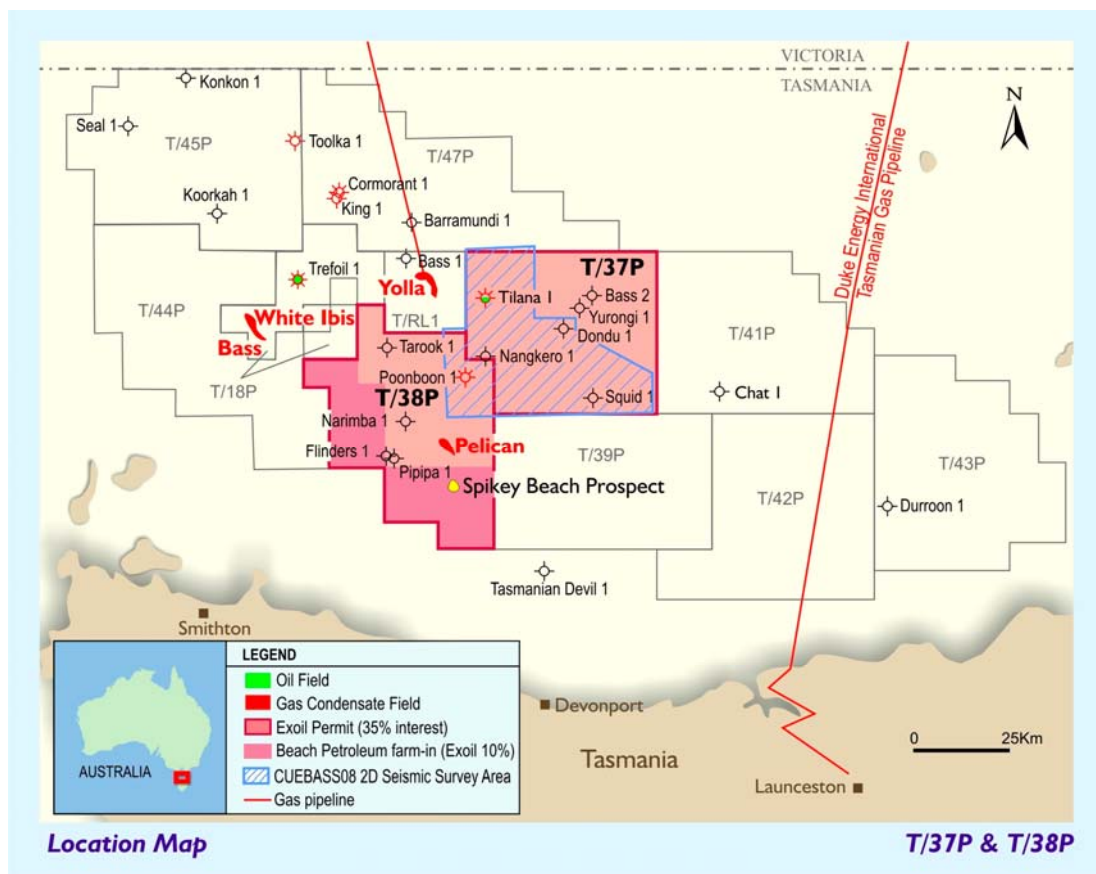 VICTORIA
TASMANIA
N
Konkon 1
Seal 1
T/45P
Toolka 1
T/47P
Cormorant 1
King 1
Koorkah 1
Barramundi 1
Duke Energy International
Tasmanian Gas Pipeline
Trefoil 1
Bass 1
T/37P
Yolla
Tilana 1
Bass 2
Yurongi 1
T/44P
White Ibis
T/RL1
Dondu 1
T/41P
Bass
Tarook 1
Nangkero 1
Poonboon 1
T/18P
T/38P
Squid 1
Chat 1
Narimba 1
Flinders 1
Pelican
T/39P
T/43P
Pipipa 1
Spikey Beach Prospect
T/42P
Durroon 1
Tasmanian Devil 1
Smithton
LEGEND
Oil Field
Gas Condensate Field
Exoil Permit (35% interest)
Beach Petroleum farm-in (Exoil 10%)
CUEBASS08 2D Seismic Survey Area
Gas pipeline
AUSTRALIA
Devonport
Tasmania
0 25Km
Launceston
Location Map
T/37P & T/38P